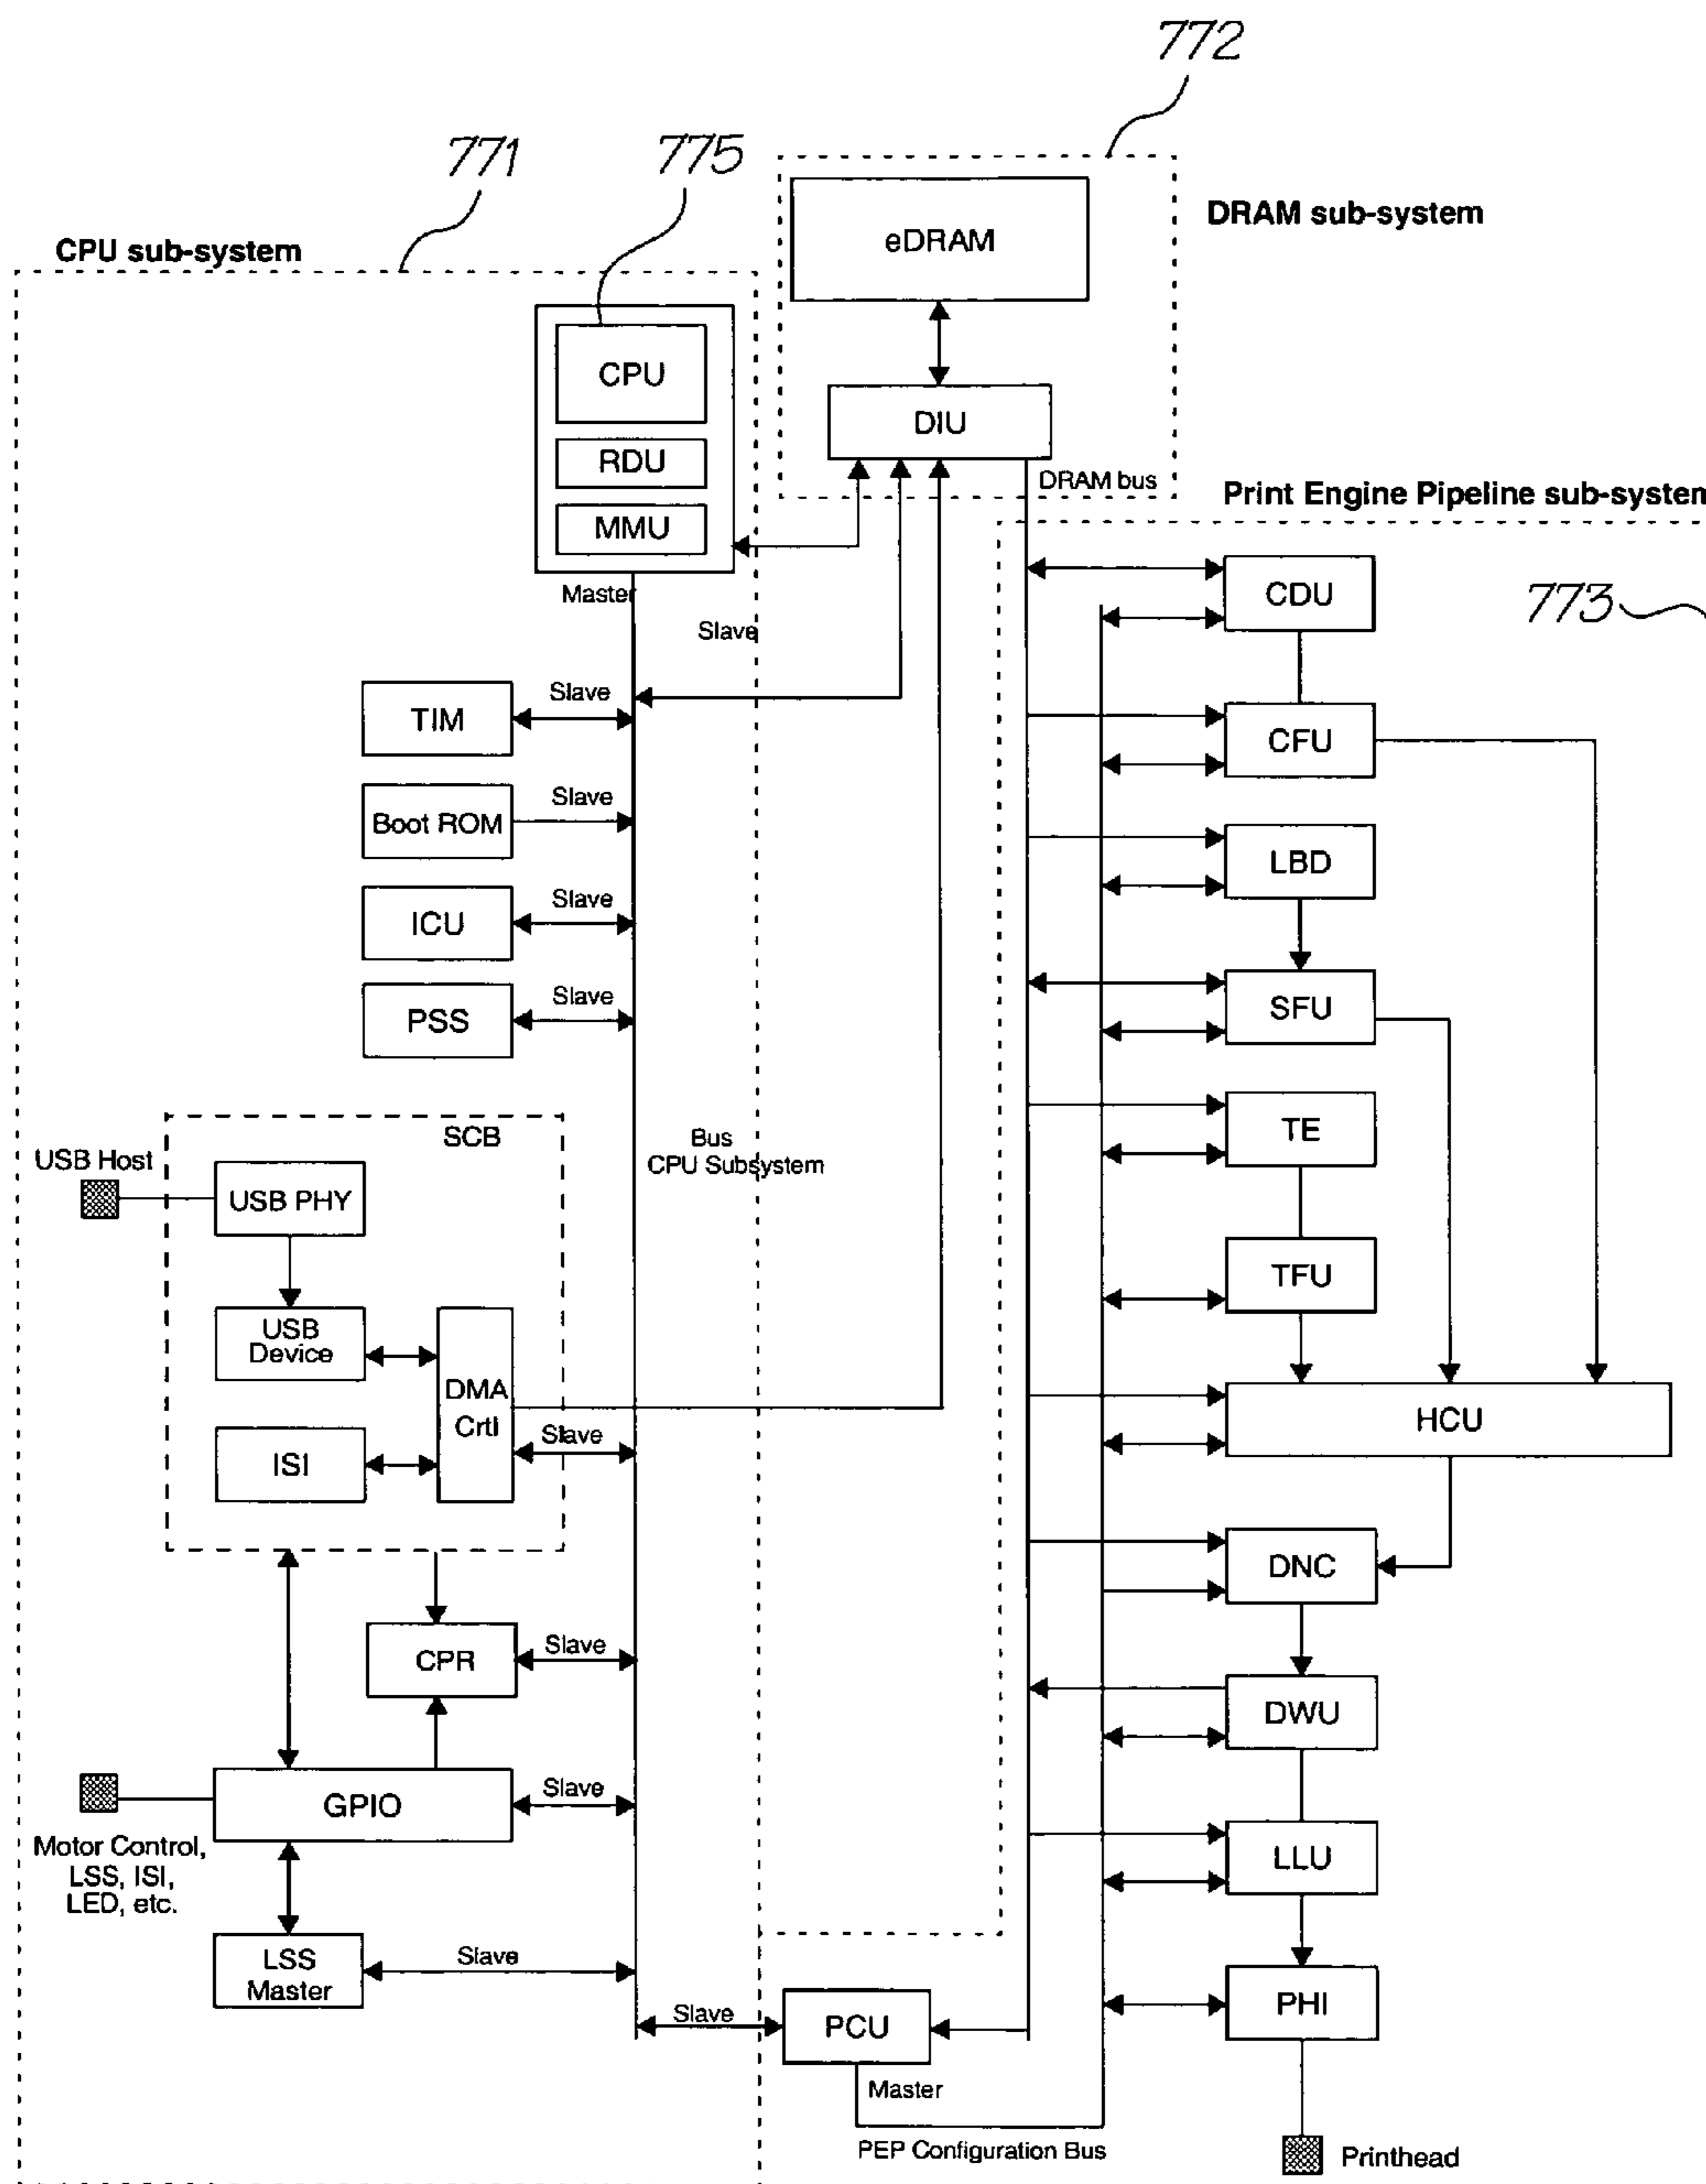 772
771
775
DRAM sub-system
CPU sub-system
eDRAM
CPU
DIU
RDU
DRAM bus
Print Engine Pipeline sub-system
MMU
Master
CDU
773
Slave
TIM
Slave
CFU
Boot ROM
Slave
LBD
ICU
Slave
PSS
Slave
SFU
SCB
TE
USB Host
Bus
CPU Subsystem
USB PHY
TFU
USB
Device
DMA
Crtl
HCU
ISI
Slave
DNC
CPR
Slave
DWU
GPIO
Slave
Motor Control,
LSS, ISI,
LED, etc.
LLU
LSS
Master
Slave
PHI
Slave
PCU
Master
PEP Configuration Bus
Printhead